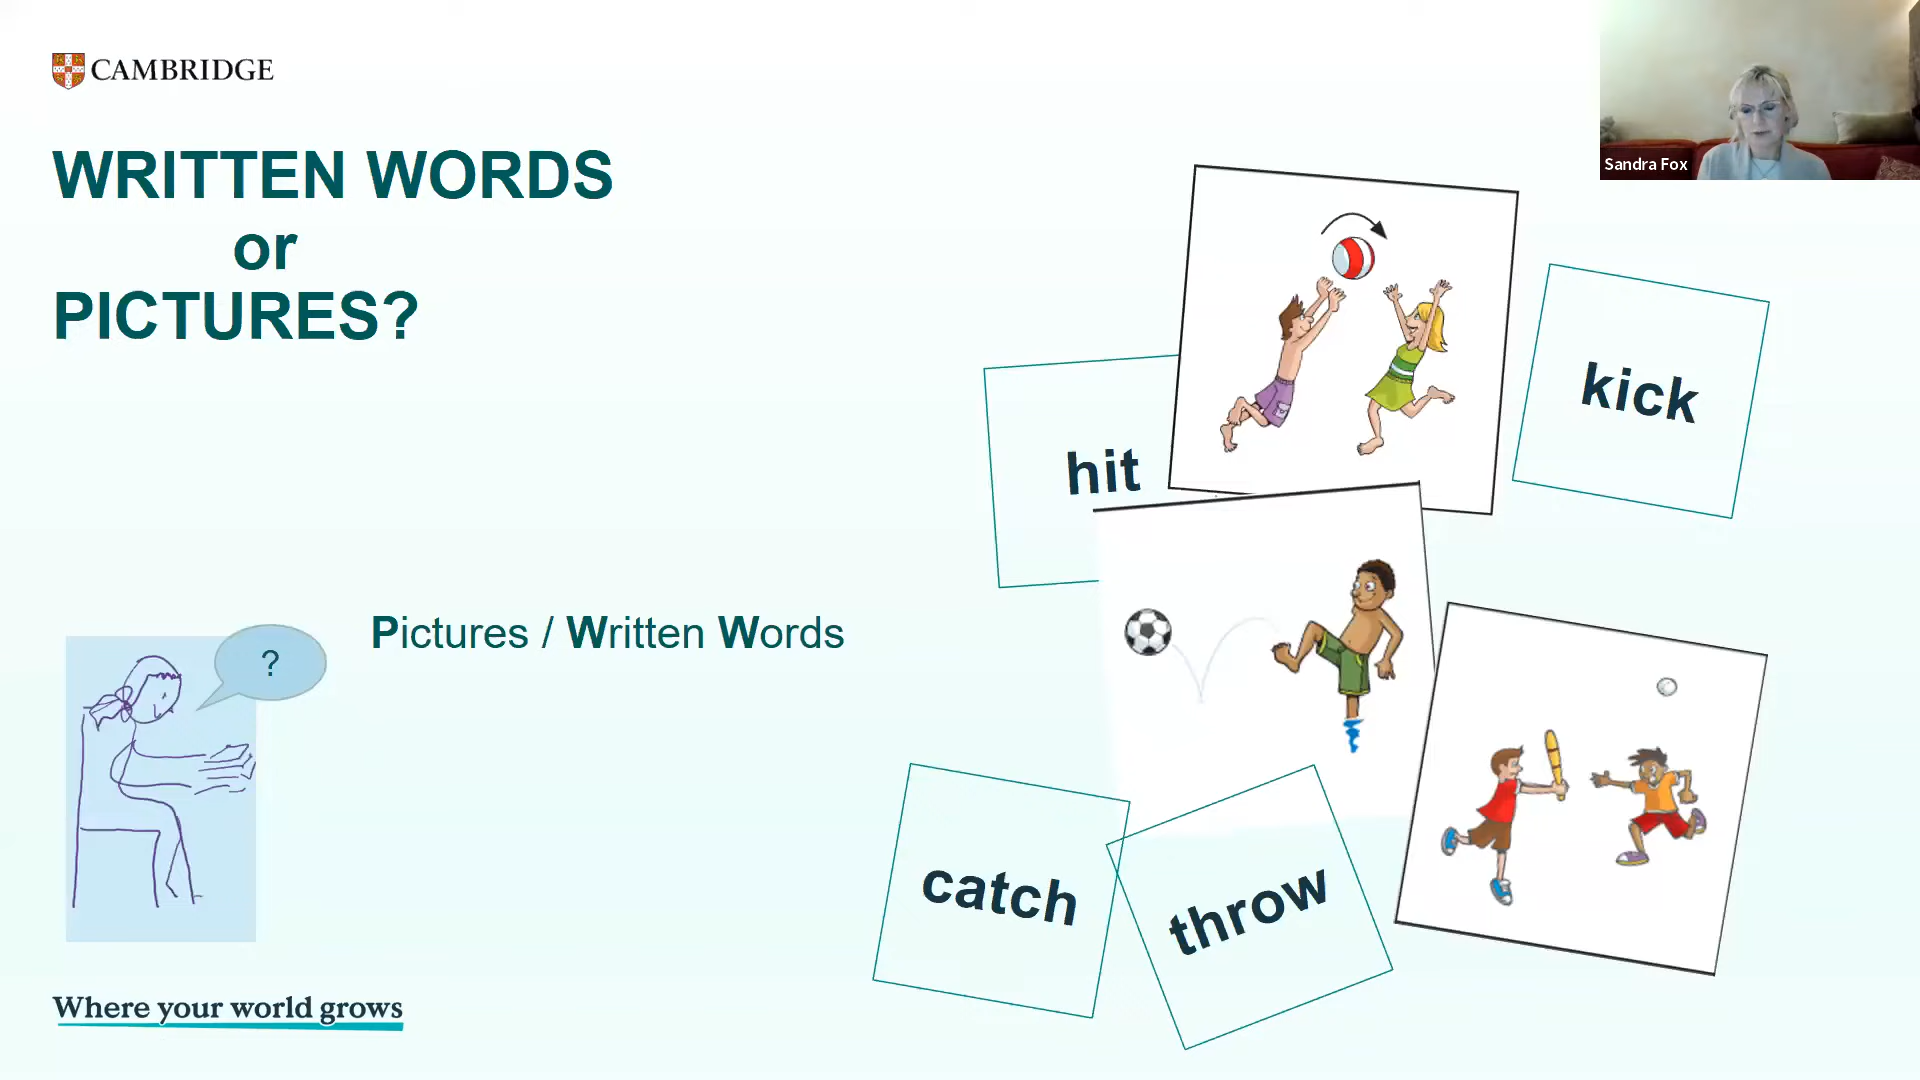 CAMBRIDGE
Sandra Fox
WRITTEN WORDS
or
PICTURES?
kick
hit
?
Pictures / Written Words
catch
throw
Where your world grows